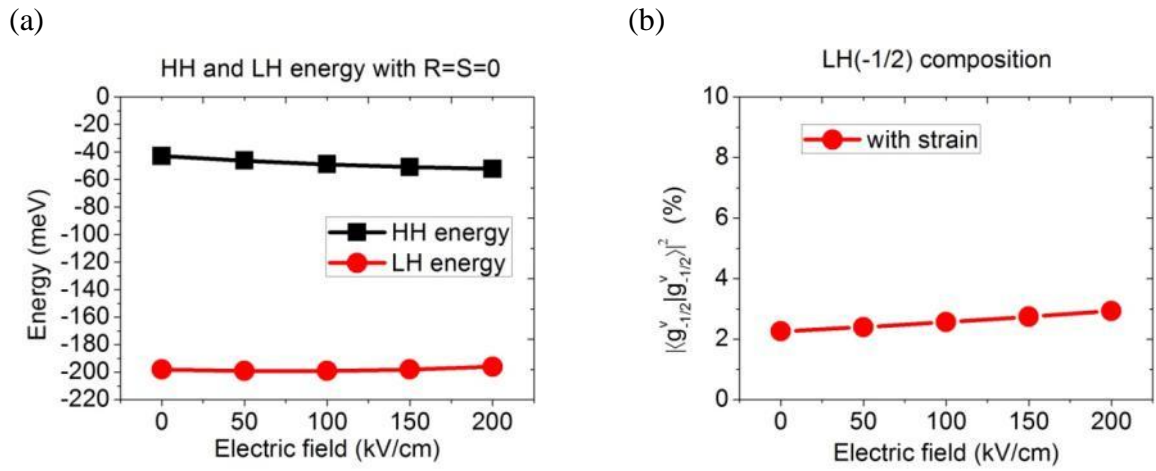 (a)
HH and LH energy with R=S=0
Energy (meV)
0
-20
-40
-60
-80
-100
-120
-140
-160
-180
-200
-220
HH energy
LH energy
0 50 100 150 200
Electric field (kV/cm)
(b)
LH(-1/2) composition
|⟨g^v_{-1/2}|g^v_{-1/2}⟩|^2 (%)
10
8
6
4
2
0
with strain
0 50 100 150 200
Electric field (kV/cm)